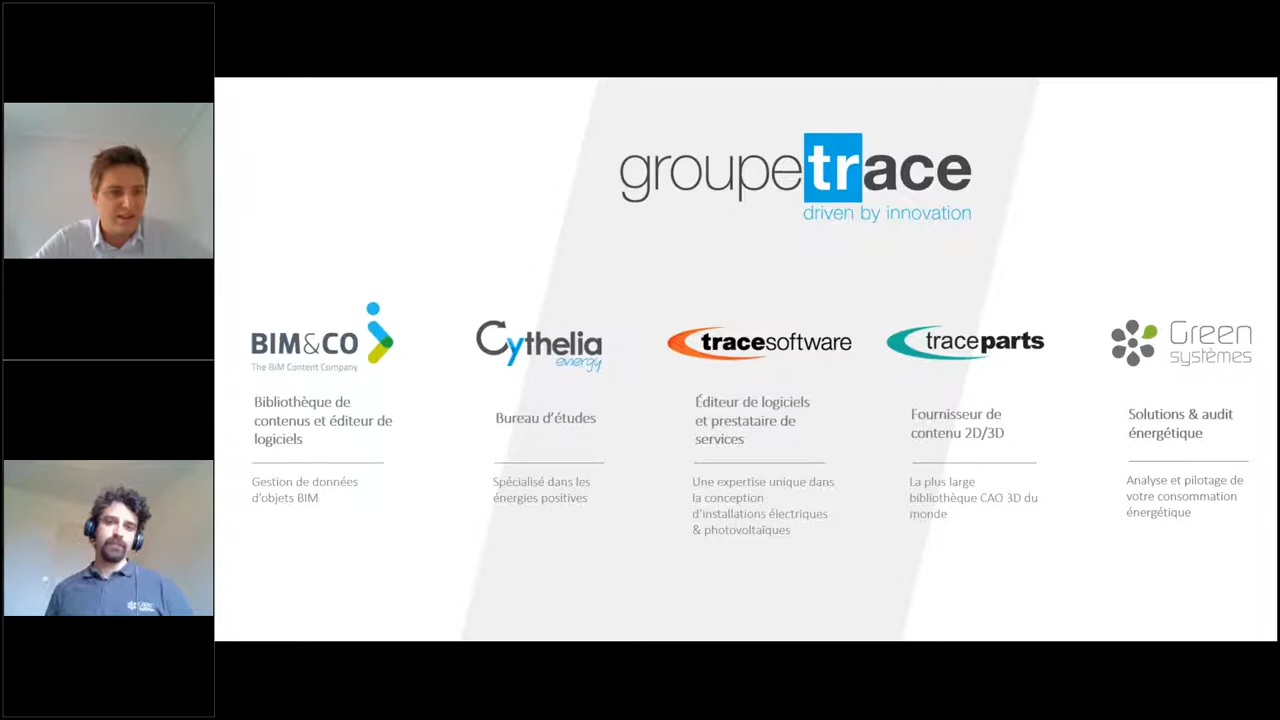 groupetrace
driven by innovation
BIM&CO
The BIM Content Company
Bibliothèque de
contenus et éditeur de
logiciels
Gestion de données
d'objets BIM
Cythelia
energy
Bureau d'études
Spécialisé dans les
énergies positives
tracesoftware
Éditeur de logiciels
et prestataire de
services
Une expertise unique dans
la conception
d'installations électriques
& photovoltaïques
traceparts
Fournisseur de
contenu 2D/3D
La plus large
bibliothèque CAO 3D du
monde
Green
systèmes
Solutions & audit
énergétique
Analyse et pilotage de
votre consommation
énergétique